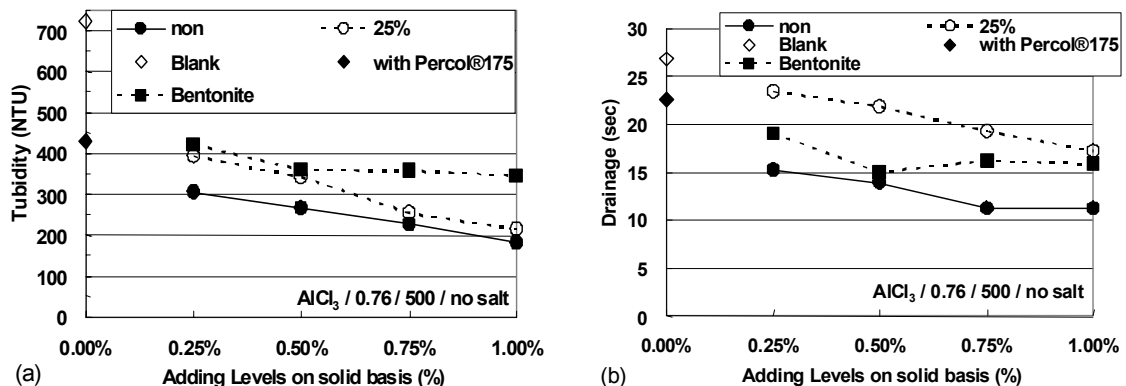 700
600
500
400
300
200
100
0
Tubidity (NTU)
non
25%
Blank
with Percol®175
Bentonite
AlCl3 / 0.76 / 500 / no salt
0.00% 0.25% 0.50% 0.75% 1.00%
(a) Adding Levels on solid basis (%)
30
25
20
15
10
5
0
Drainage (sec)
non
25%
Blank
with Percol®175
Bentonite
AlCl3 / 0.76 / 500 / no salt
0.00% 0.25% 0.50% 0.75% 1.00%
(b) Adding Levels on solid basis (%)